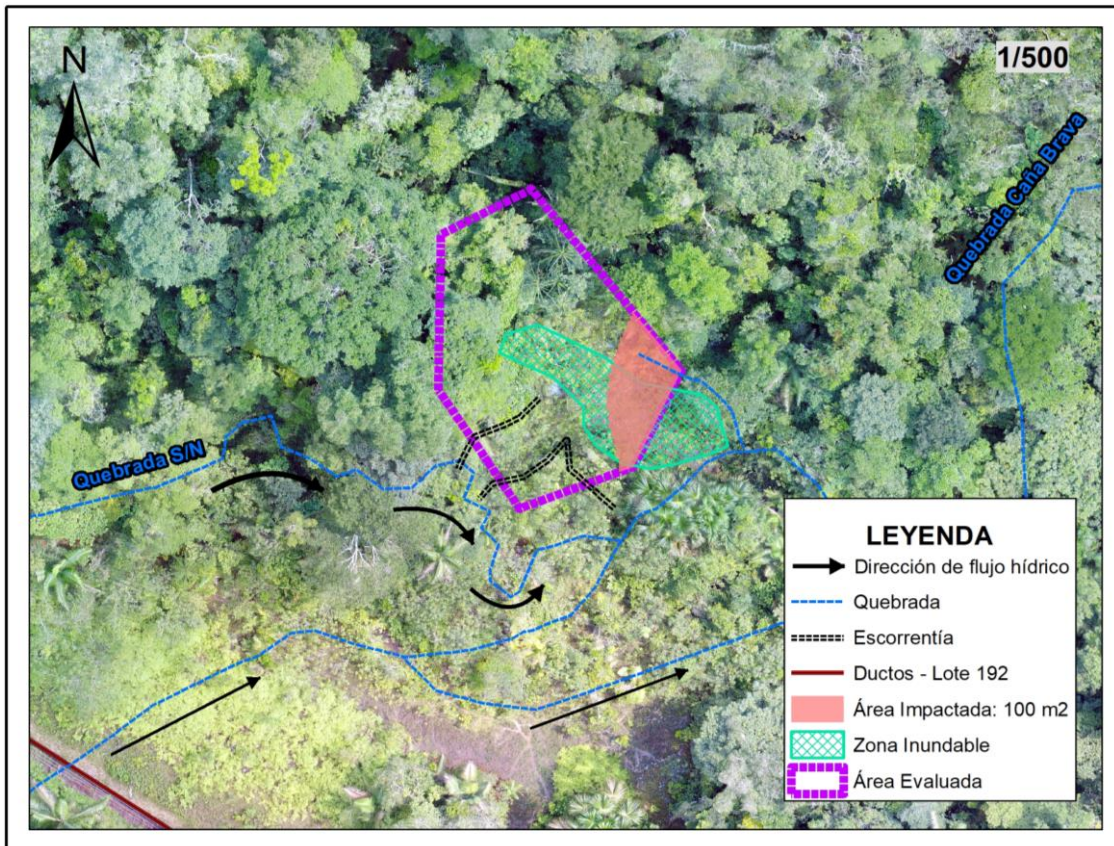 N
1/500
Quebrada Caña Brava
Quebrada S/N
LEYENDA
Dirección de flujo hídrico
Quebrada
Escorrentía
Ductos - Lote 192
Área Impactada: 100 m2
Zona Inundable
Área Evaluada